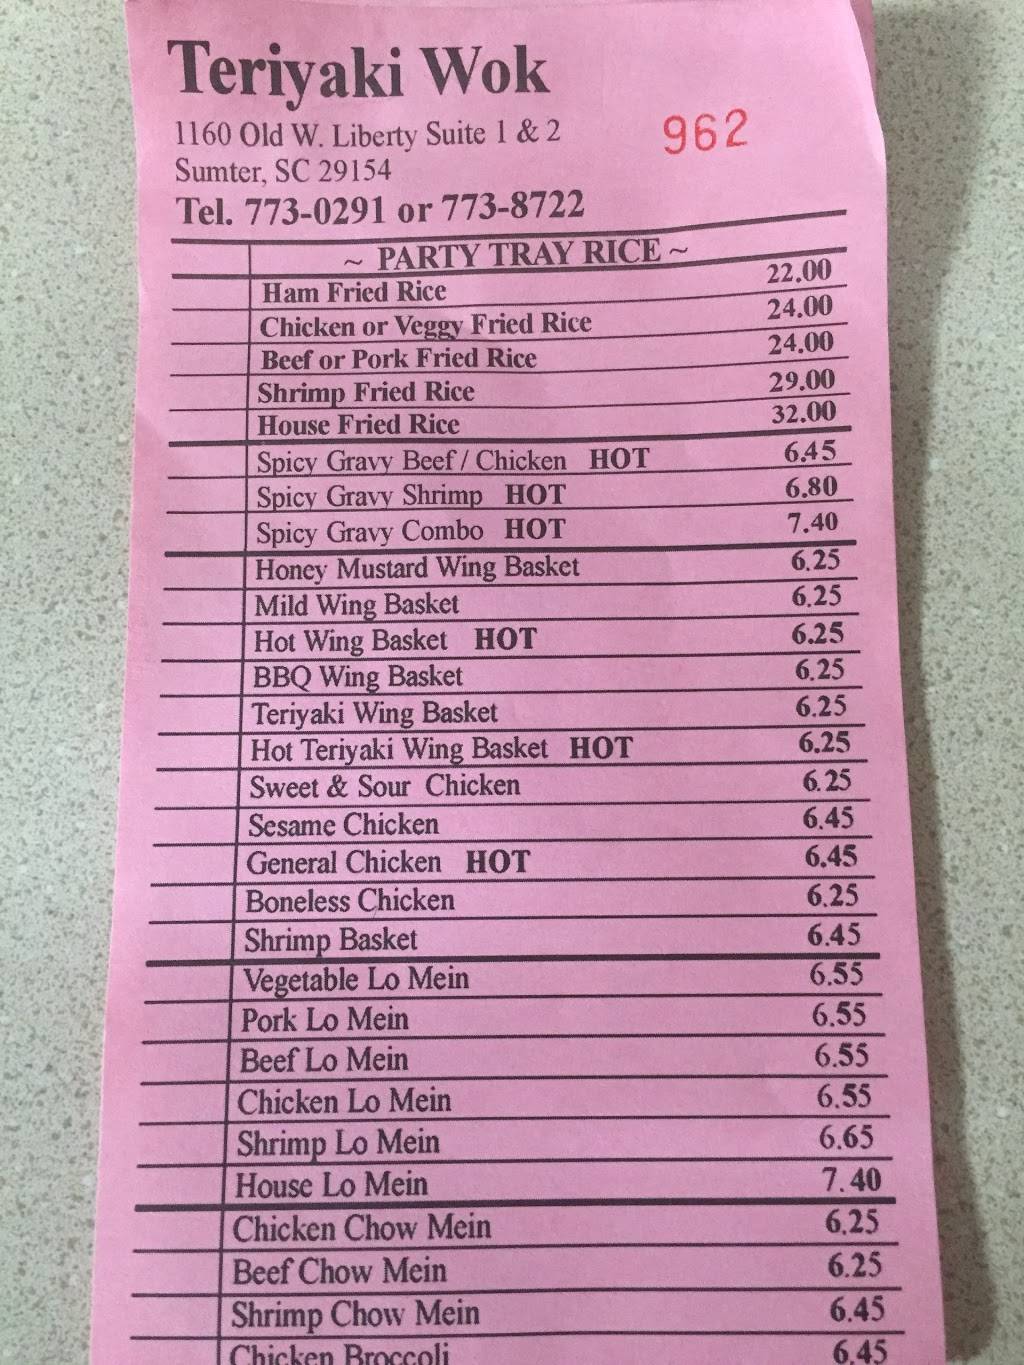 Teriyaki Wok
1160 Old W. Liberty Suite 1 & 2
962
Sumter, SC 29154
Tel. 773-0291 or 773-8722
~ PARTY TRAY RICE ~
Ham Fried Rice 22.00
Chicken or Veggy Fried Rice 24.00
Beef or Pork Fried Rice 24.00
Shrimp Fried Rice 29.00
House Fried Rice 32.00
Spicy Gravy Beef / Chicken HOT 6.45
Spicy Gravy Shrimp HOT 6.80
Spicy Gravy Combo HOT 7.40
Honey Mustard Wing Basket 6.25
Mild Wing Basket 6.25
Hot Wing Basket HOT 6.25
BBQ Wing Basket 6.25
Teriyaki Wing Basket 6.25
Hot Teriyaki Wing Basket HOT 6.25
Sweet & Sour Chicken 6.25
Sesame Chicken 6.45
General Chicken HOT 6.45
Boneless Chicken 6.25
Shrimp Basket 6.45
Vegetable Lo Mein 6.55
Pork Lo Mein 6.55
Beef Lo Mein 6.55
Chicken Lo Mein 6.55
Shrimp Lo Mein 6.65
House Lo Mein 7.40
Chicken Chow Mein 6.25
Beef Chow Mein 6.25
Shrimp Chow Mein 6.45
Chicken Broccoli 6.45